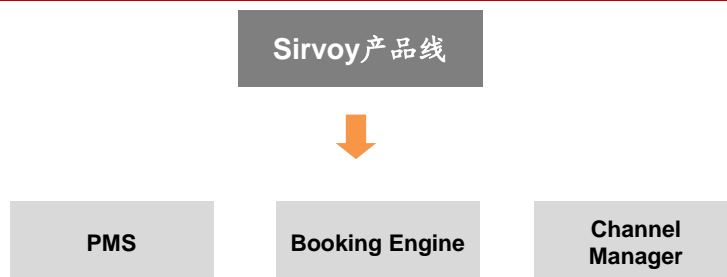 Sirvoy产品线
PMS
Booking Engine
Channel
Manager